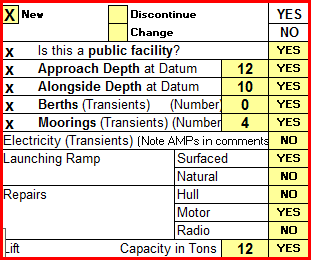 X New Discontinue YES
Change NO
x Is this a public facility? YES
x Approach Depth at Datum 12 YES
x Alongside Depth at Datum 10 YES
x Berths (Transients) (Number) 0 YES
x Moorings (Transients) (Number 4 YES
Electricity (Transients) (Note AMPs in comments NO
Launching Ramp Surfaced YES
Natural NO
Repairs Hull NO
Motor YES
Radio NO
Lift Capacity in Tons 12 YES